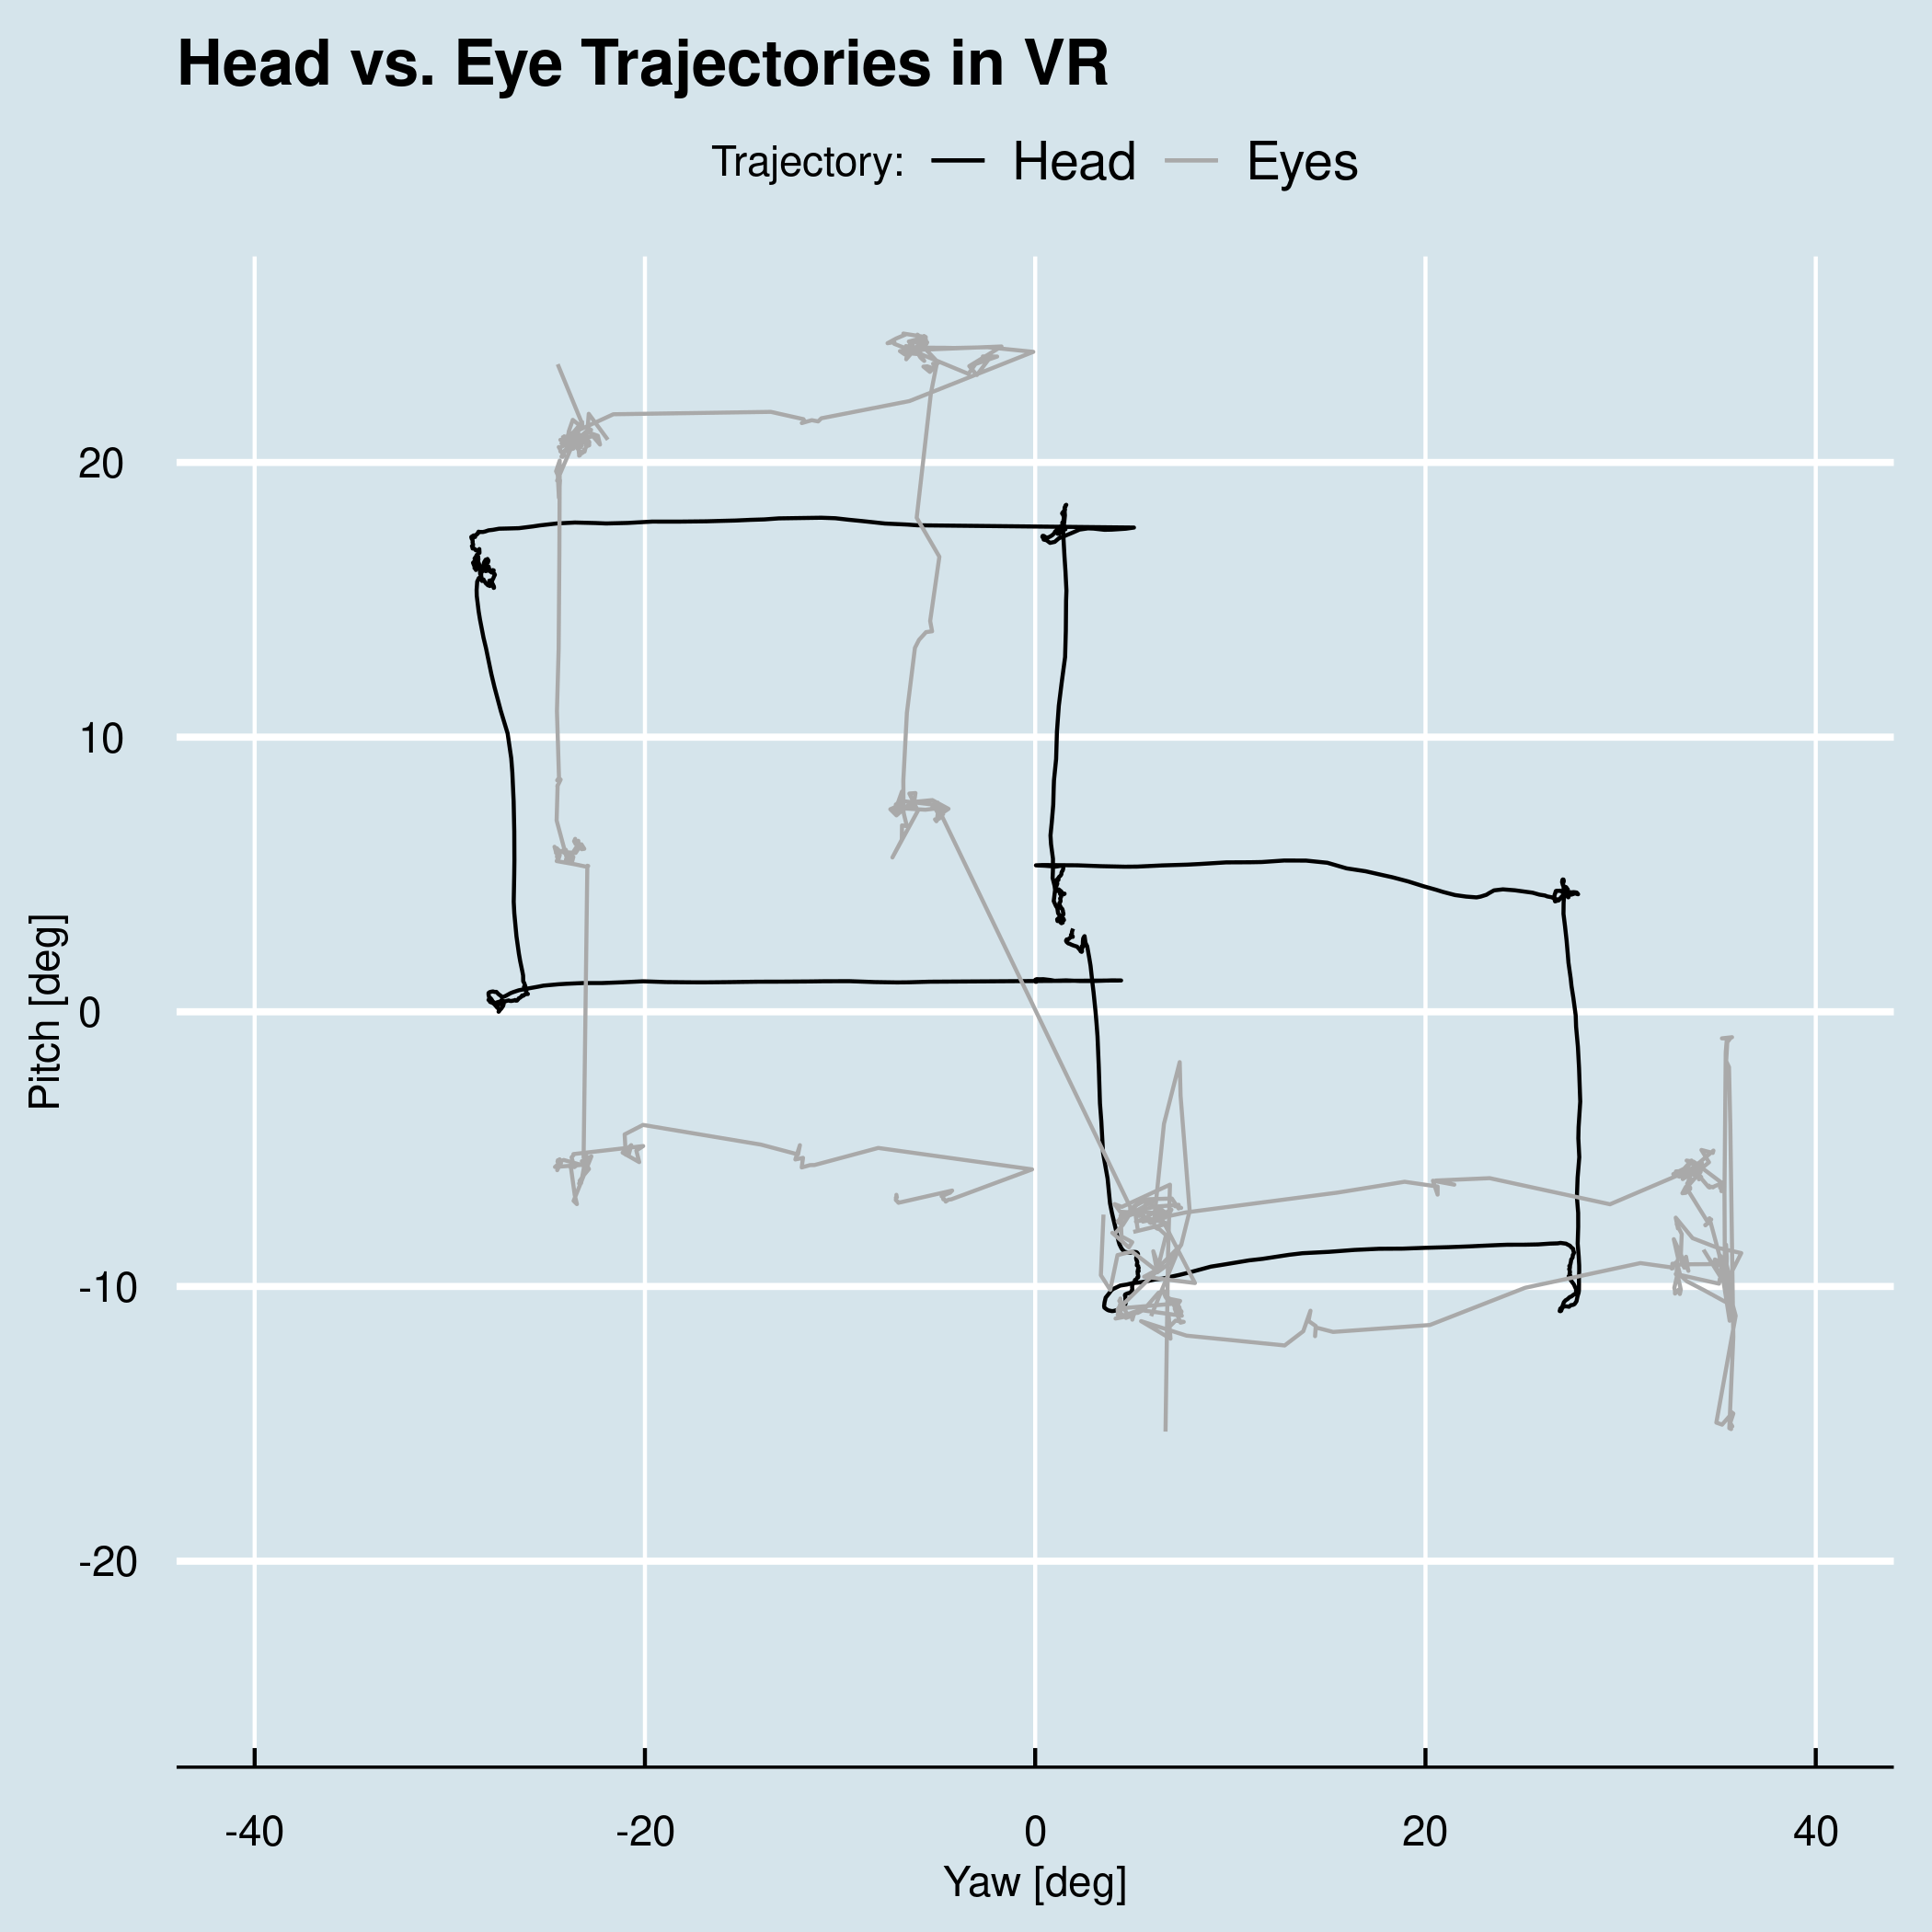 Head vs. Eye Trajectories in VR
Trajectory: Head Eyes
Pitch [deg]
20
10
0
-10
-20
-40 -20 0 20 40
Yaw [deg]